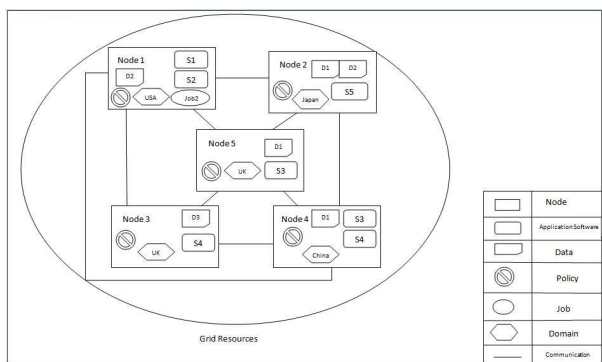 Node 1
S1
D2
S2
USA
Job2
Node 2
D1
D2
S5
Japan
Node 5
D1
UK
S3
Node 3
D3
S4
UK
Node 4
D1
S3
S4
China
Grid Resources
Node
Application Software
Data
Policy
Job
Domain
Communication